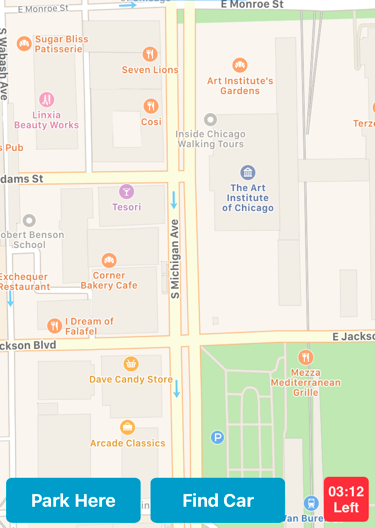 E Monroe St
S Wabash Ave
Sugar Bliss
Patisserie
Seven Lions
Art Institute's
Gardens
Linxia
Beauty Works
Cosi
Inside Chicago
Walking Tours
Pub
dams St
Tesori
The Art
Institute
of Chicago
obert Benson
School
S Michigan Ave
Exchequer
Restaurant
Corner
Bakery Cafe
I Dream of
Falafel
ckson Blvd
E Jackso
Dave Candy Store
Mezza
Mediterranean
Grille
Arcade Classics
P
Park Here
Find Car
03:12
Left
Van Buren